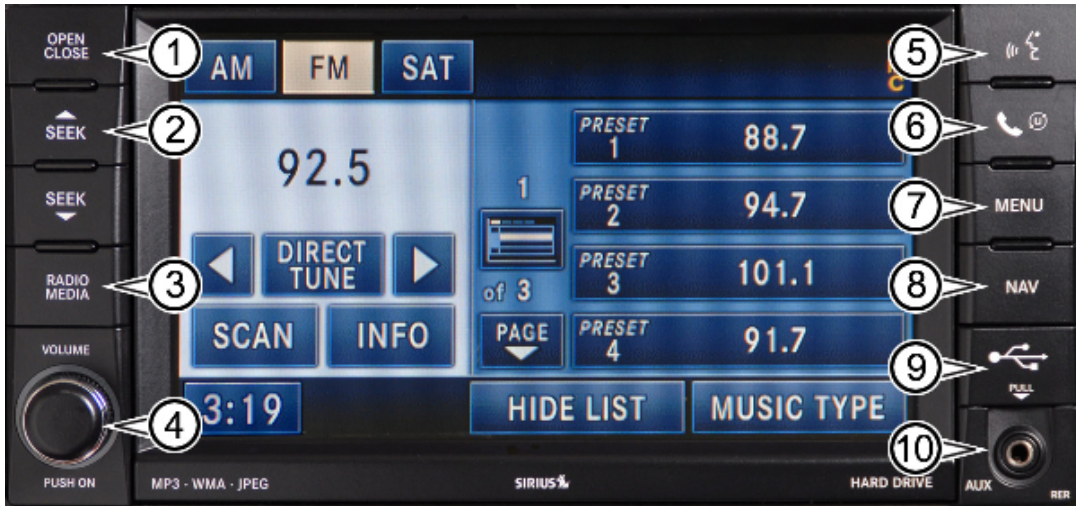 OPEN
CLOSE
1
SEEK
2
SEEK
RADIO
MEDIA
3
VOLUME
4
PUSH ON
AM FM SAT
92.5
DIRECT
TUNE
SCAN INFO
3:19
1
of 3
PAGE
PRESET
1 88.7
PRESET
2 94.7
PRESET
3 101.1
PRESET
4 91.7
HIDE LIST MUSIC TYPE
MP3 - WMA - JPEG SIRIUS HARD DRIVE
C
5
6
U
7 MENU
8 NAV
9
PULL
10
AUX RER